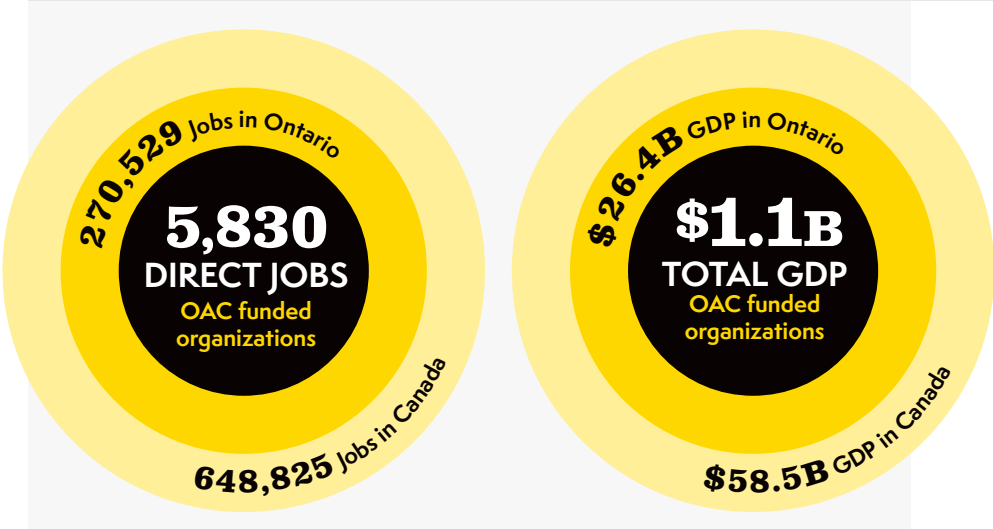 270,529 Jobs in Ontario
5,830
DIRECT JOBS
OAC funded
organizations
648,825 Jobs in Canada
$26.4B GDP in Ontario
$1.1B
TOTAL GDP
OAC funded
organizations
$58.5B GDP in Canada